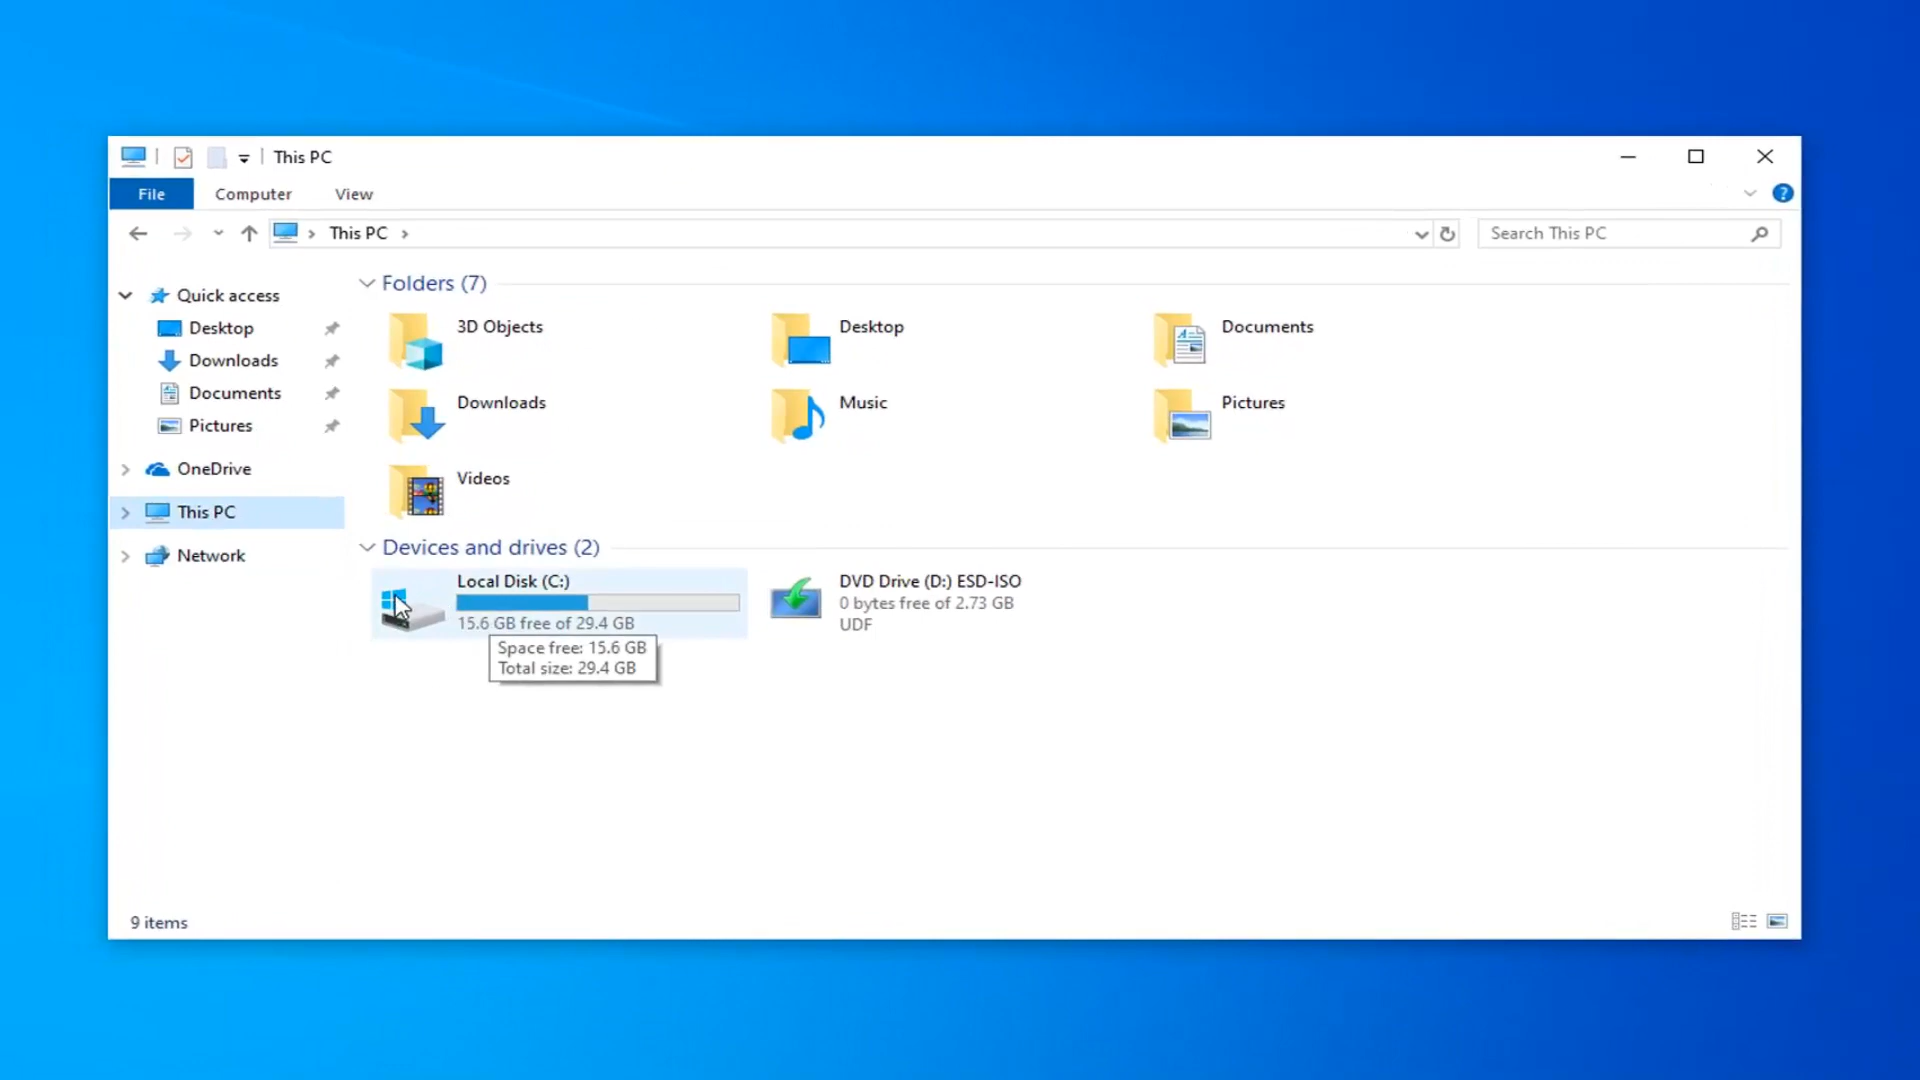 This PC
File
Computer
View
?
This PC
Search This PC
Quick access
Desktop
Downloads
Documents
Pictures
OneDrive
This PC
Network
Folders (7)
3D Objects
Desktop
Documents
Downloads
Music
Pictures
Videos
Devices and drives (2)
Local Disk (C:)
15.6 GB free of 29.4 GB
Space free: 15.6 GB
Total size: 29.4 GB
DVD Drive (D:) ESD-ISO
0 bytes free of 2.73 GB
UDF
9 items